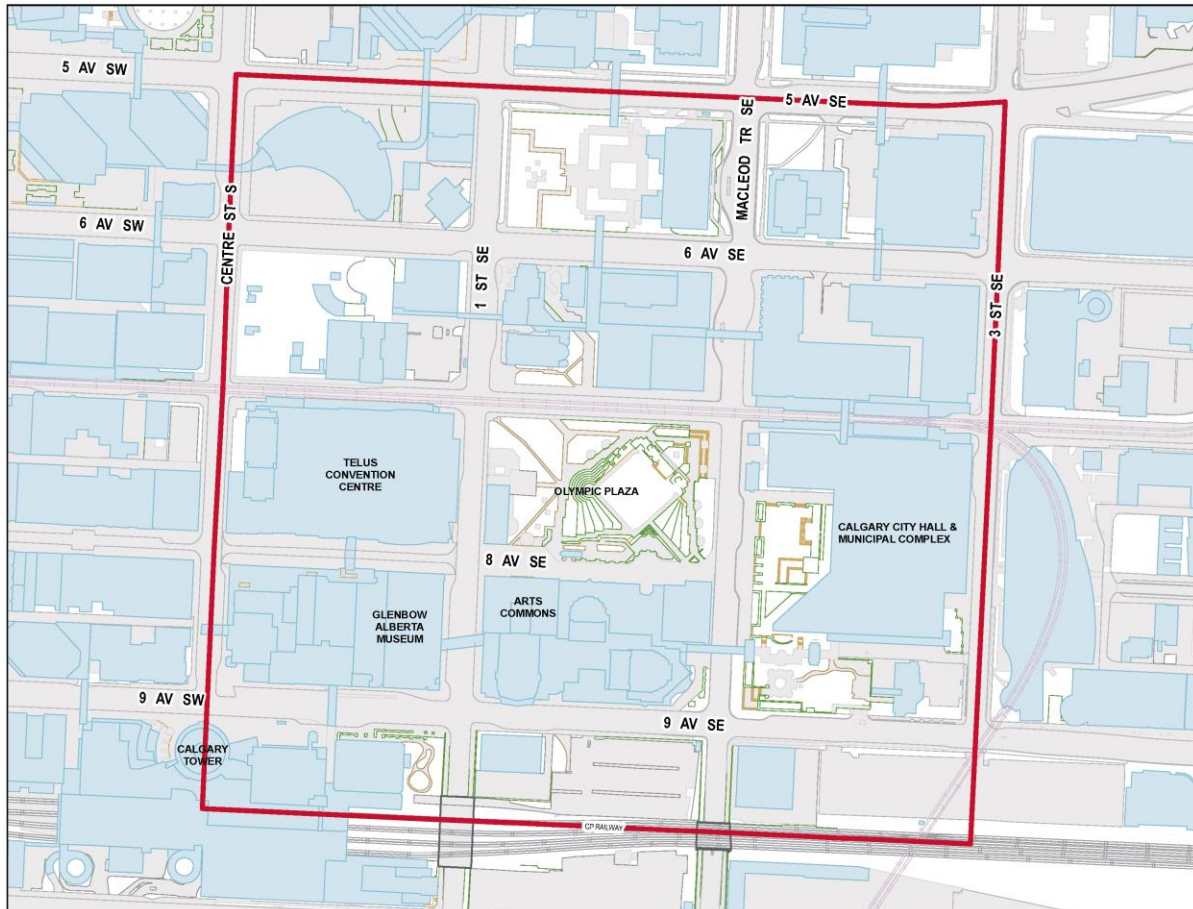 5 AV SW
5 AV SE
MACLEOD TR SE
CENTRE ST S
6 AV SW
6 AV SE
1 ST SE
3 ST SE
TELUS
CONVENTION
CENTRE
OLYMPIC PLAZA
CALGARY CITY HALL &
MUNICIPAL COMPLEX
8 AV SE
GLENBOW
ALBERTA
MUSEUM
ARTS
COMMONS
9 AV SW
9 AV SE
CALGARY
TOWER
CP RAILWAY